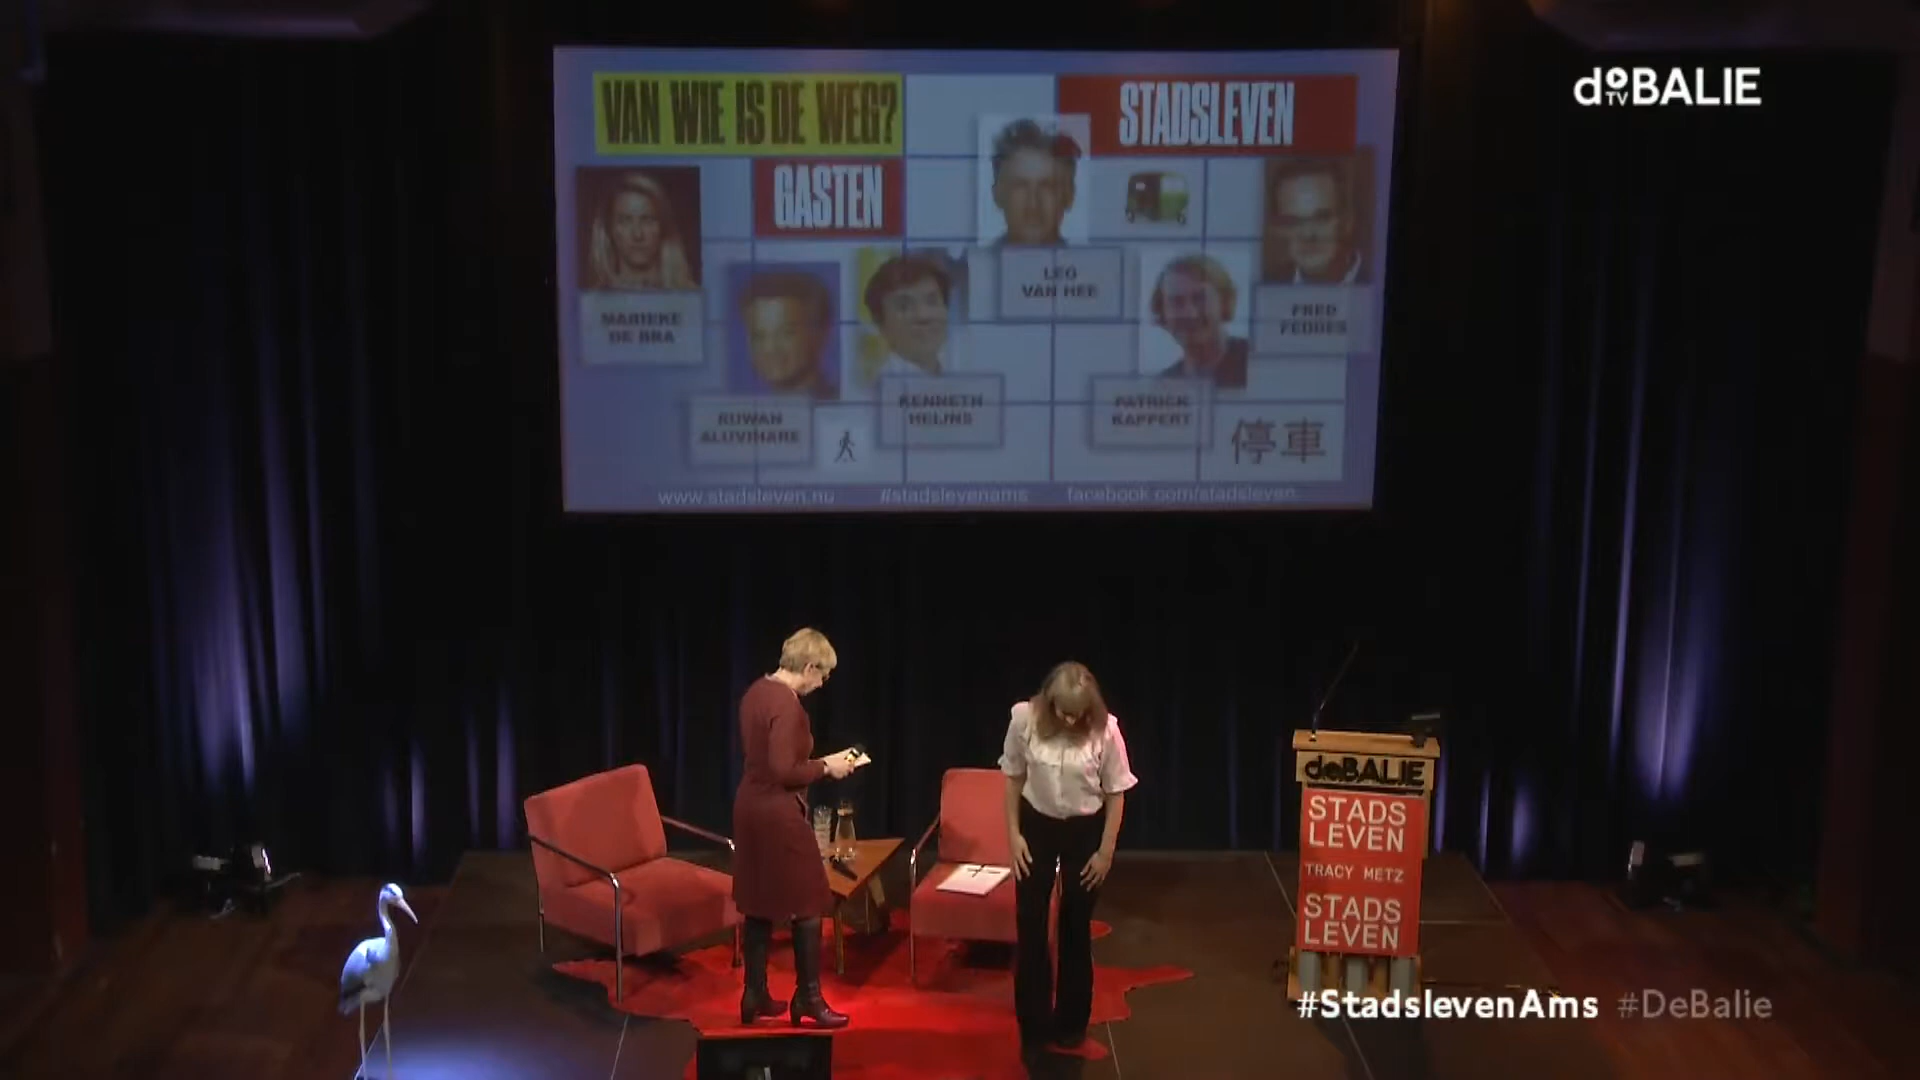 doTVBALIE
VAN WIE IS DE WEG?
STADSLEVEN
GASTEN
MARIEKE
DE BRA
RUWAN
ALUVIHARE
KENNETH
HEIJNS
LEO
VAN HEE
PATRICK
KAPPERT
FRED
FEDDES
停車
www.stadsleven.nu
#stadslevenams
facebook.com/stadsleven
deBALIE
STADS
LEVEN
TRACY METZ
STADS
LEVEN
#StadslevenAms #DeBalie